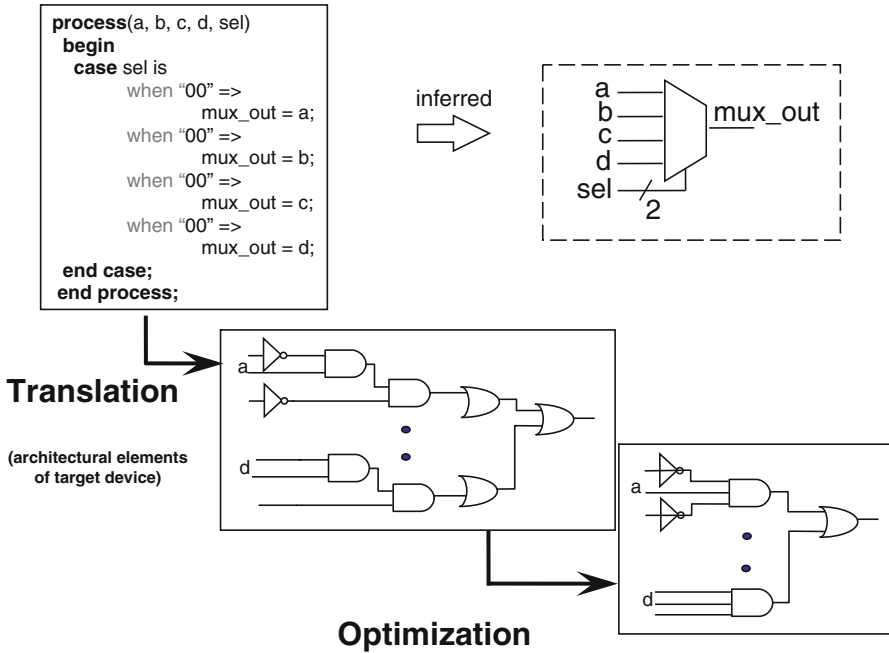 process(a, b, c, d, sel)
begin
case sel is
when “00” =>
mux_out = a;
when “00” =>
mux_out = b;
when “00” =>
mux_out = c;
when “00” =>
mux_out = d;
end case;
end process;
inferred
a
b
c
d
sel
2
mux_out
Translation
(architectural elements
of target device)
a
d
a
d
Optimization